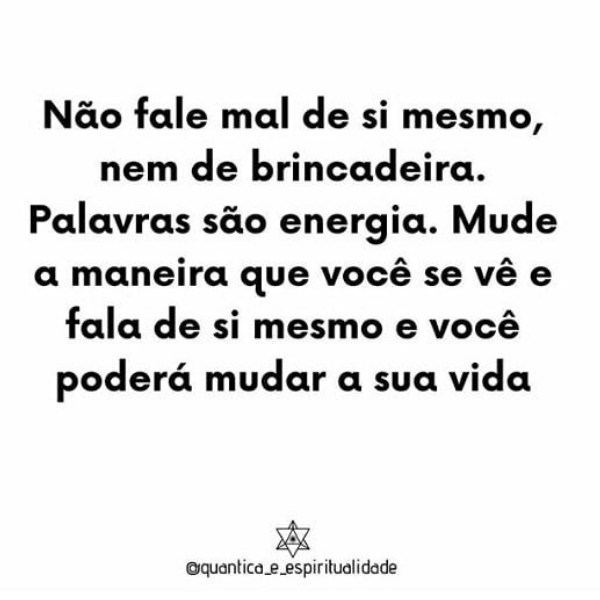 Não fale mal de si mesmo,
nem de brincadeira.
Palavras são energia. Mude
a maneira que você se vê e
fala de si mesmo e você
poderá mudar a sua vida
@quantica_e_espiritualidade